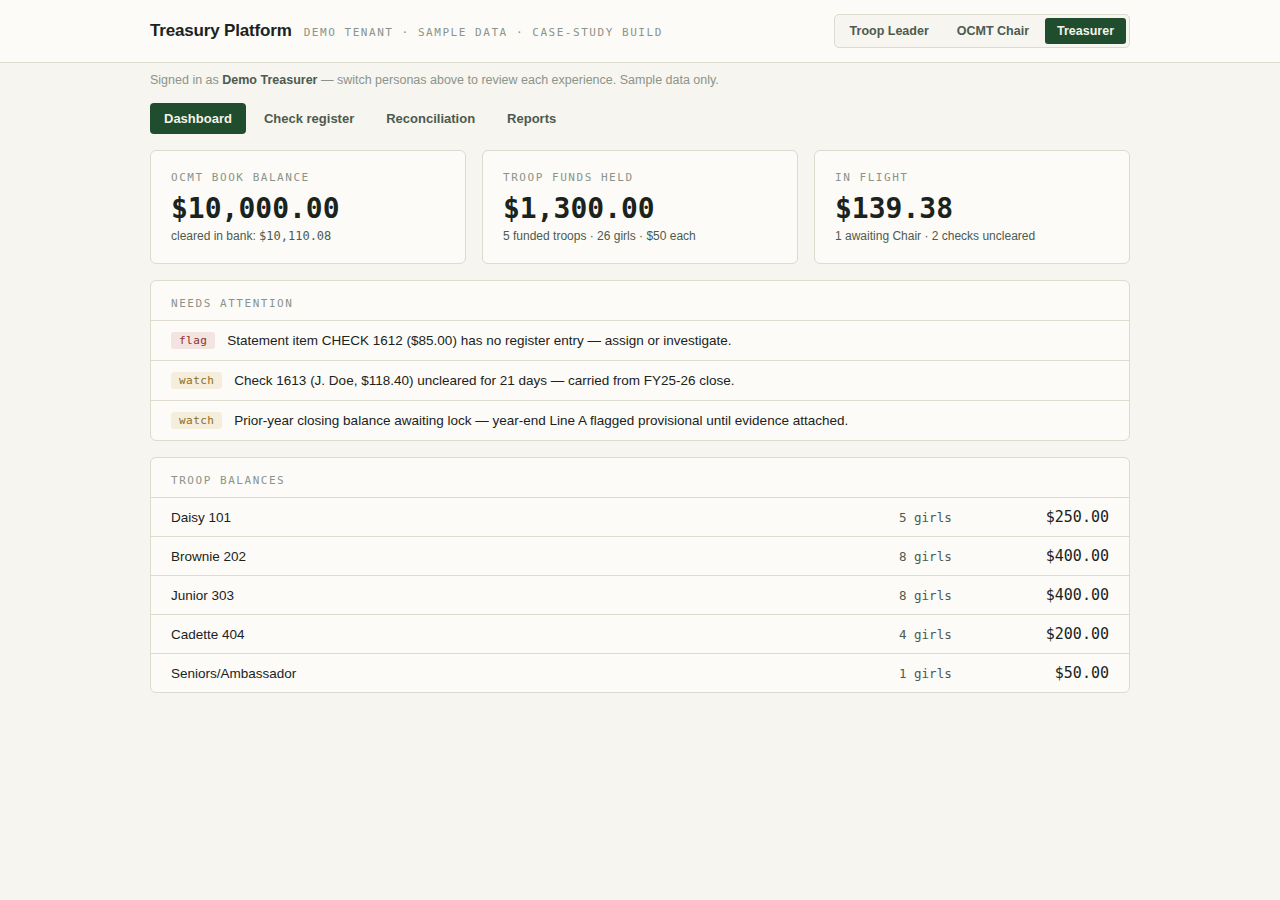 Treasury Platform DEMO TENANT · SAMPLE DATA · CASE-STUDY BUILD
Troop Leader OCMT Chair Treasurer
Signed in as Demo Treasurer — switch personas above to review each experience. Sample data only.
Dashboard Check register Reconciliation Reports
OCMT BOOK BALANCE
$10,000.00
cleared in bank: $10,110.08
TROOP FUNDS HELD
$1,300.00
5 funded troops · 26 girls · $50 each
IN FLIGHT
$139.38
1 awaiting Chair · 2 checks uncleared
NEEDS ATTENTION
flag Statement item CHECK 1612 ($85.00) has no register entry — assign or investigate.
watch Check 1613 (J. Doe, $118.40) uncleared for 21 days — carried from FY25-26 close.
watch Prior-year closing balance awaiting lock — year-end Line A flagged provisional until evidence attached.
TROOP BALANCES
Daisy 101 5 girls $250.00
Brownie 202 8 girls $400.00
Junior 303 8 girls $400.00
Cadette 404 4 girls $200.00
Seniors/Ambassador 1 girls $50.00